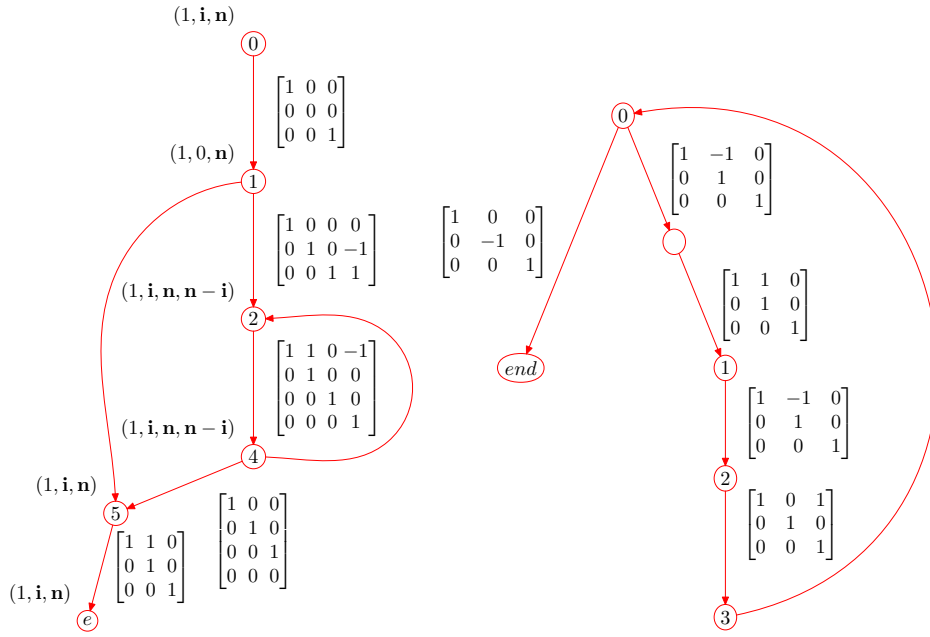 (1, i, n)
0
[1 0 0
0 0 0
0 0 1]
(1, 0, n)
1
[1 0 0 0
0 1 0 −1
0 0 1 1]
(1, i, n, n − i)
2
[1 1 0 −1
0 1 0 0
0 0 1 0
0 0 0 1]
(1, i, n, n − i)
4
(1, i, n)
5
[1 0 0
0 1 0
0 0 1
0 0 0]
[1 1 0
0 1 0
0 0 1]
(1, i, n)
e
0
[1 −1 0
0 1 0
0 0 1]
[1 0 0
0 −1 0
0 0 1]
[1 1 0
0 1 0
0 0 1]
end
1
[1 −1 0
0 1 0
0 0 1]
2
[1 0 1
0 1 0
0 0 1]
3